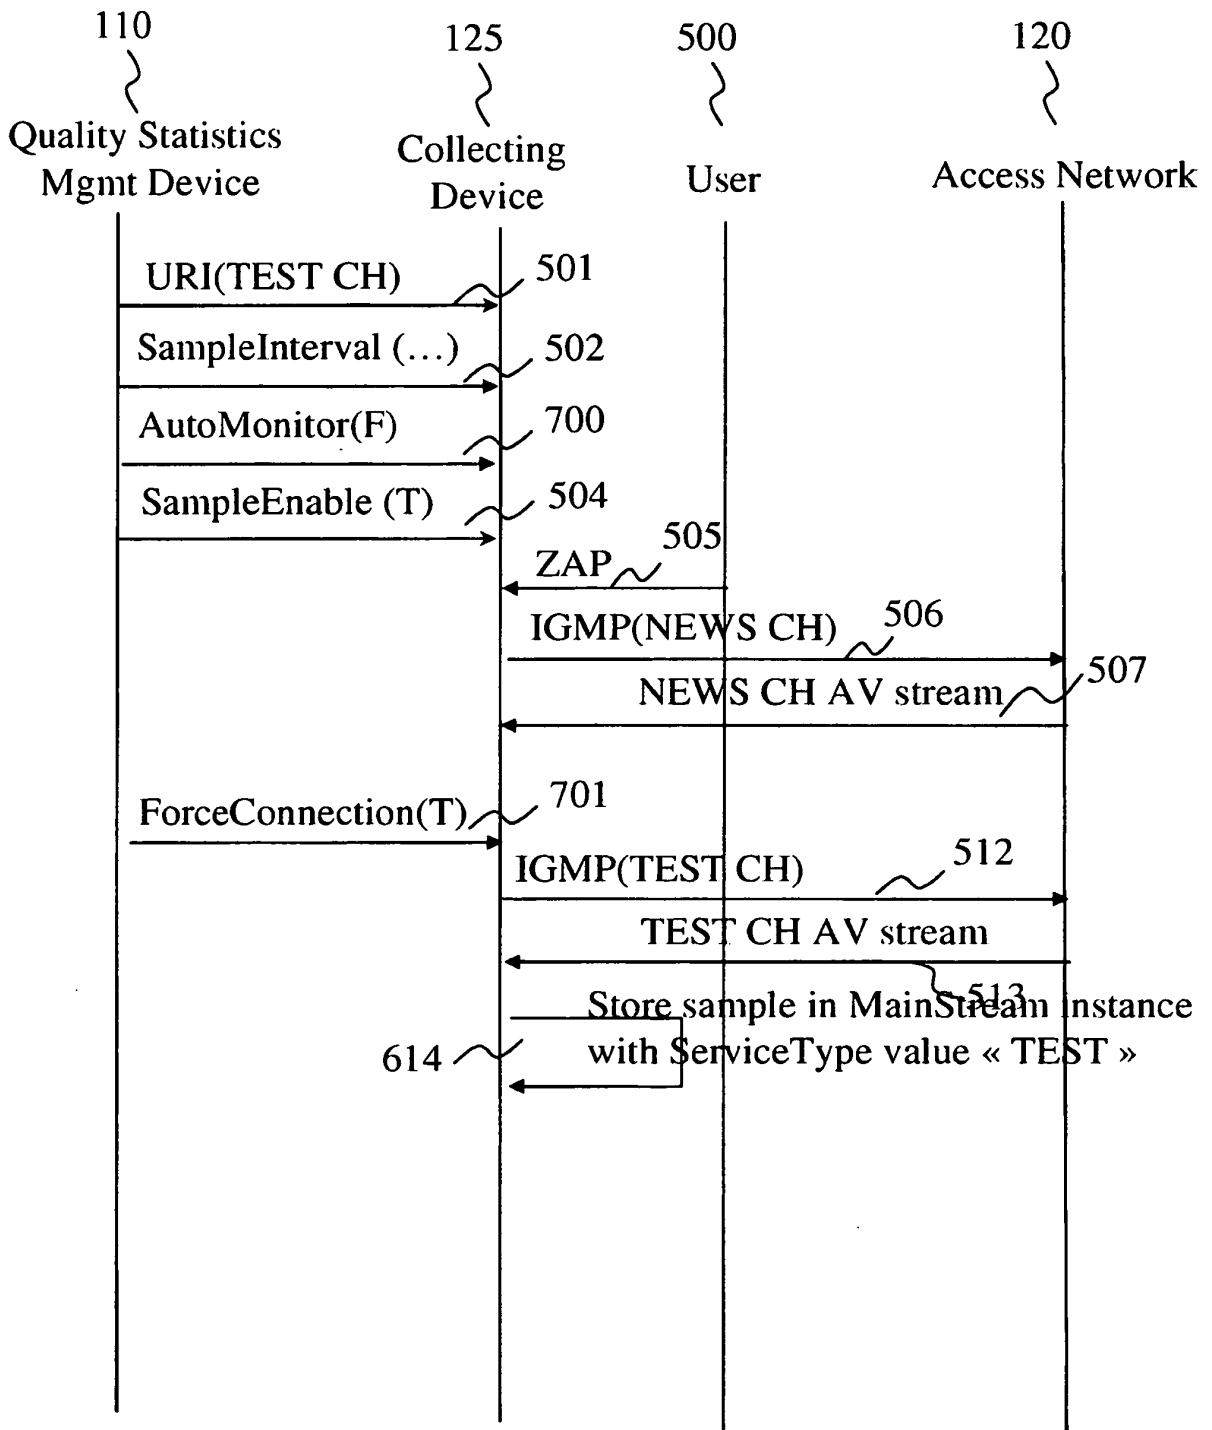 110
125
500
120
Quality Statistics
Mgmt Device
Collecting
Device
User
Access Network
URI(TEST CH)
501
SampleInterval (...)
502
AutoMonitor(F)
700
SampleEnable (T)
504
ZAP
505
IGMP(NEWS CH)
506
NEWS CH AV stream
507
ForceConnection(T)
701
IGMP(TEST CH)
512
TEST CH AV stream
513
Store sample in MainStream instance
with ServiceType value « TEST »
614